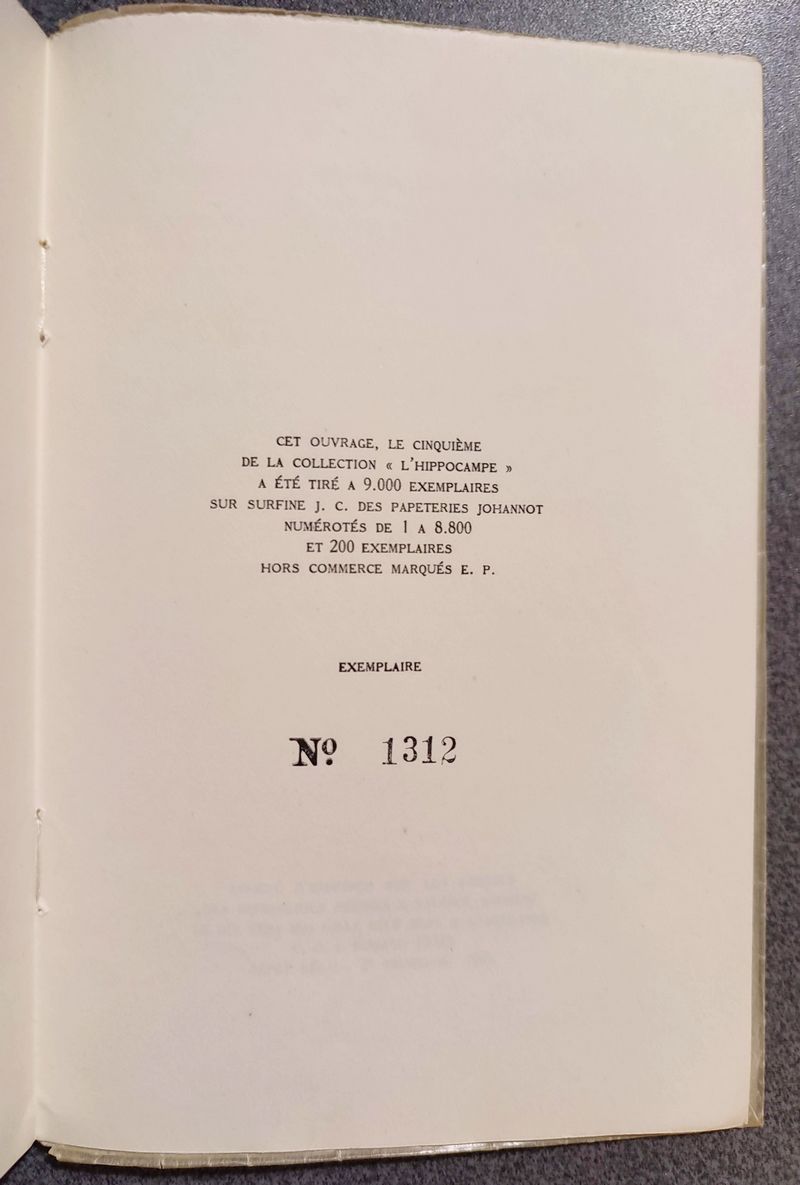 CET OUVRAGE, LE CINQUIÈME
DE LA COLLECTION « L'HIPPOCAMPE »
A ÉTÉ TIRÉ A 9.000 EXEMPLAIRES
SUR SURFINE J. C. DES PAPETERIES JOHANNOT
NUMÉROTÉS DE 1 A 8.800
ET 200 EXEMPLAIRES
HORS COMMERCE MARQUÉS E. P.
EXEMPLAIRE
Nº. 1312